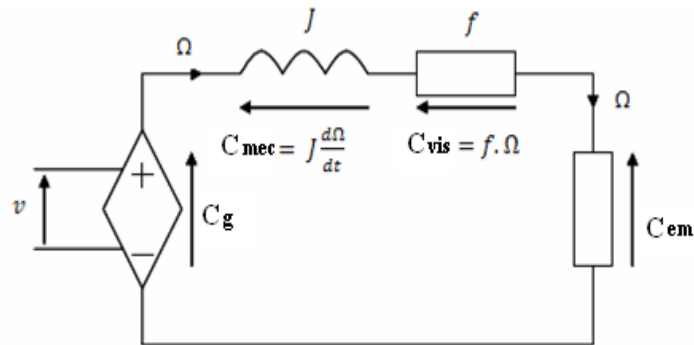 J
f
Ω
Ω
Cmec = J dΩ/dt
Cvis = f.Ω
+
v
Cg
−
Cem